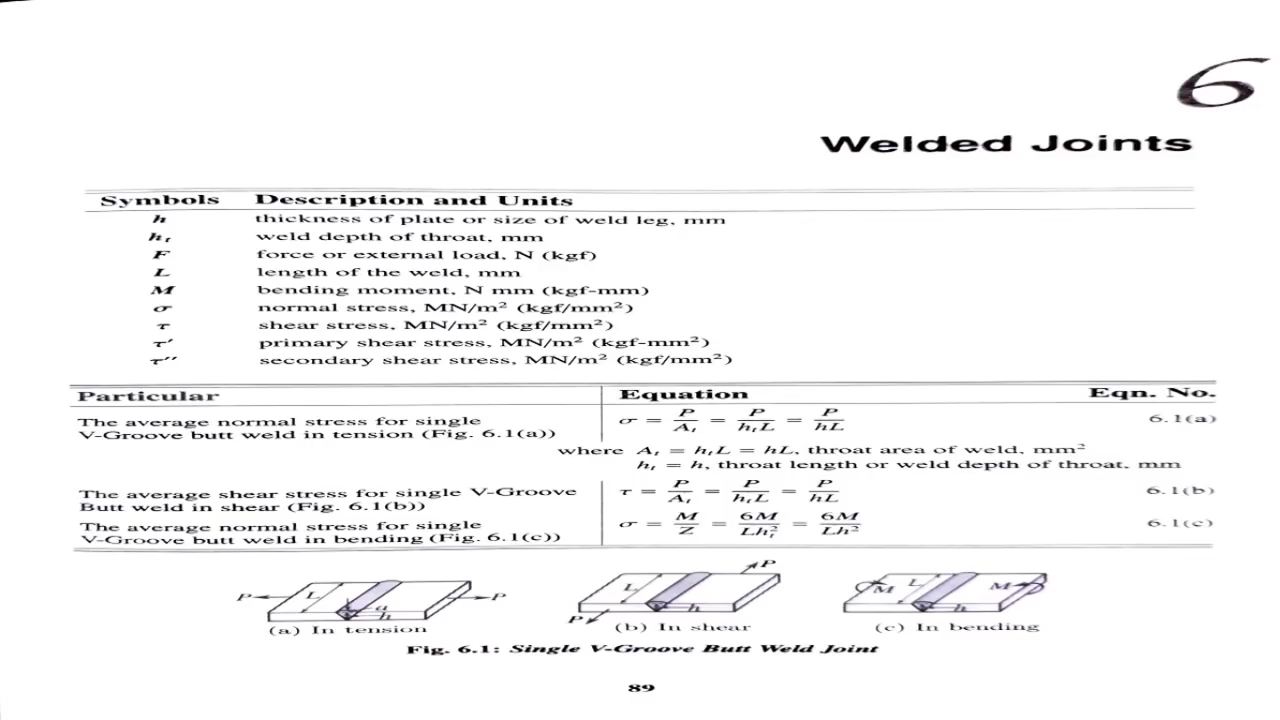 6
Welded Joints
Symbols Description and Units
h thickness of plate or size of weld leg, mm
hₜ weld depth of throat, mm
F force or external load, N (kgf)
L length of the weld, mm
M bending moment, N mm (kgf-mm)
σ normal stress, MN/m² (kgf/mm²)
τ shear stress, MN/m² (kgf/mm²)
τ′ primary shear stress, MN/m² (kgf-mm²)
τ″ secondary shear stress, MN/m² (kgf/mm²)
Particular Equation Eqn. No.
The average normal stress for single
V-Groove butt weld in tension (Fig. 6.1(a))
σ = P/Aₜ = P/hₜL = P/hL 6.1(a)
where Aₜ = hₜL = hL, throat area of weld, mm²
hₜ = h, throat length or weld depth of throat, mm
The average shear stress for single V-Groove
Butt weld in shear (Fig. 6.1(b))
τ = P/Aₜ = P/hₜL = P/hL 6.1(b)
The average normal stress for single
V-Groove butt weld in bending (Fig. 6.1(c))
σ = M/Z = 6M/Lhₜ² = 6M/Lh² 6.1(c)
P L a h P
(a) In tension
P L h P
(b) In shear
M L h M
(c) In bending
Fig. 6.1: Single V-Groove Butt Weld Joint
89